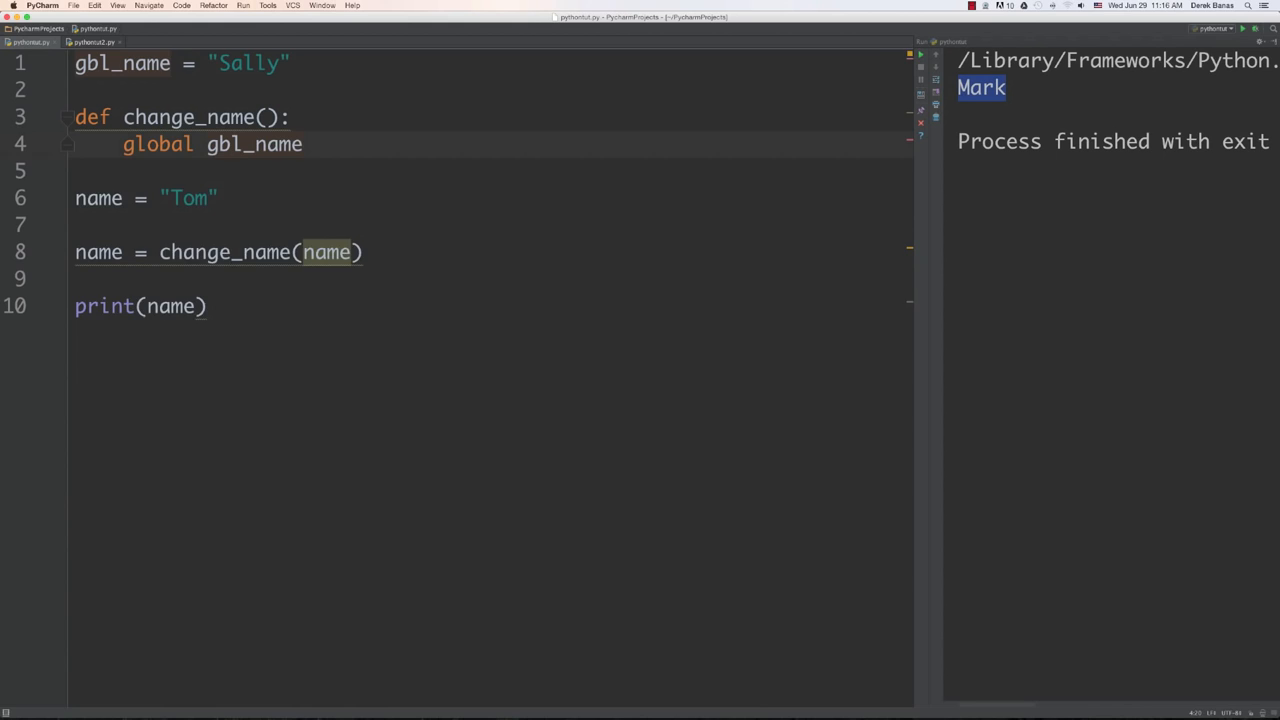 PyCharm File Edit View Navigate Code Refactor Run Tools VCS Window Help
10 Wed Jun 29 11:16 AM Derek Banas
pythontut.py - PycharmProjects - [~/PycharmProjects]
PycharmProjects pythontut.py
pythontut
pythontut.py pythontut2.py
Run pythontut
1 gbl_name = "Sally"
2
3 def change_name():
4 global gbl_name
5
6 name = "Tom"
7
8 name = change_name(name)
9
10 print(name)
/Library/Frameworks/Python.
Mark
Process finished with exit
4:20 LF≑ UTF-8≑